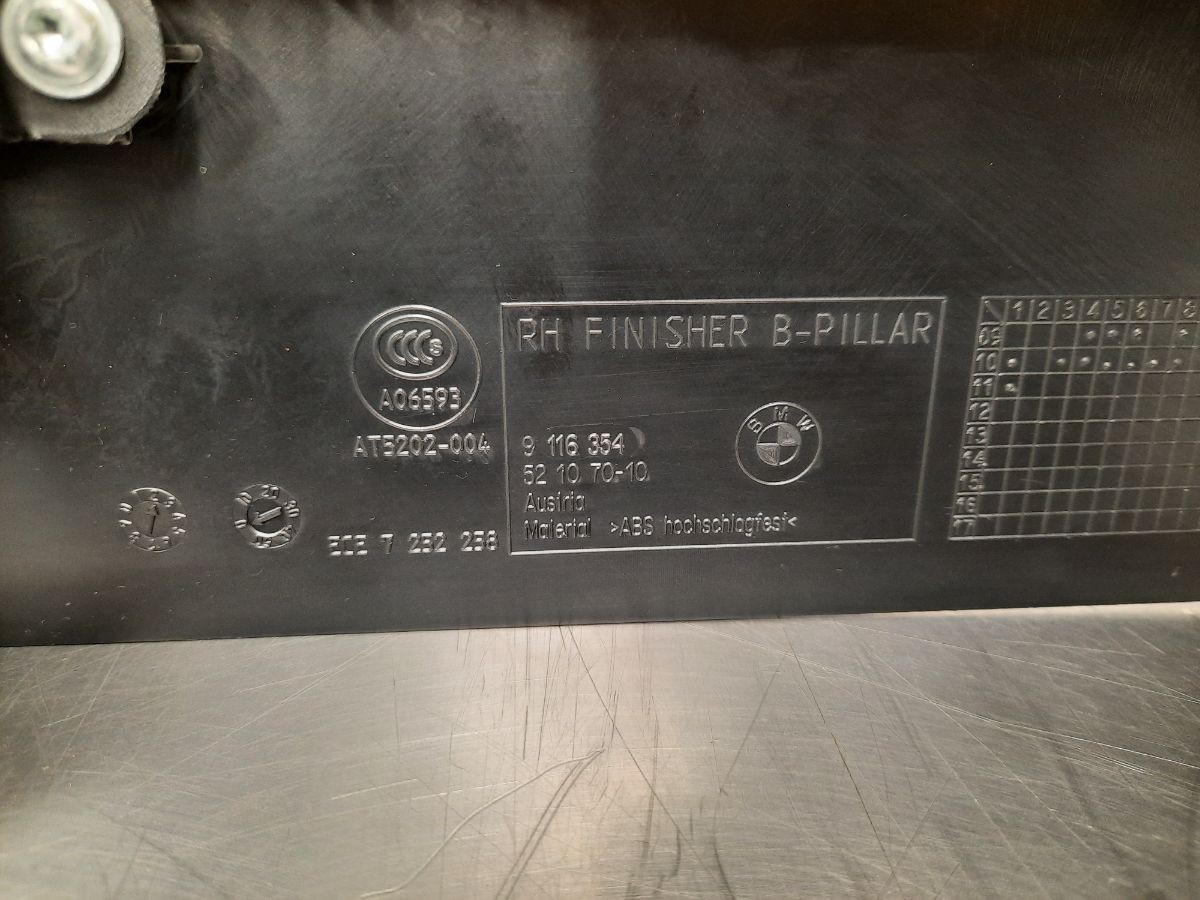 CCC S
A06593
AT5202-004
ECE 7 252 258
RH FINISHER B-PILLAR
BMW
9 116 354
52 10 70-10
Austria
Material >ABS hochschlagfest<
1 2 3 4 5 6 7 8
09
10
11
12
13
14
15
16
17